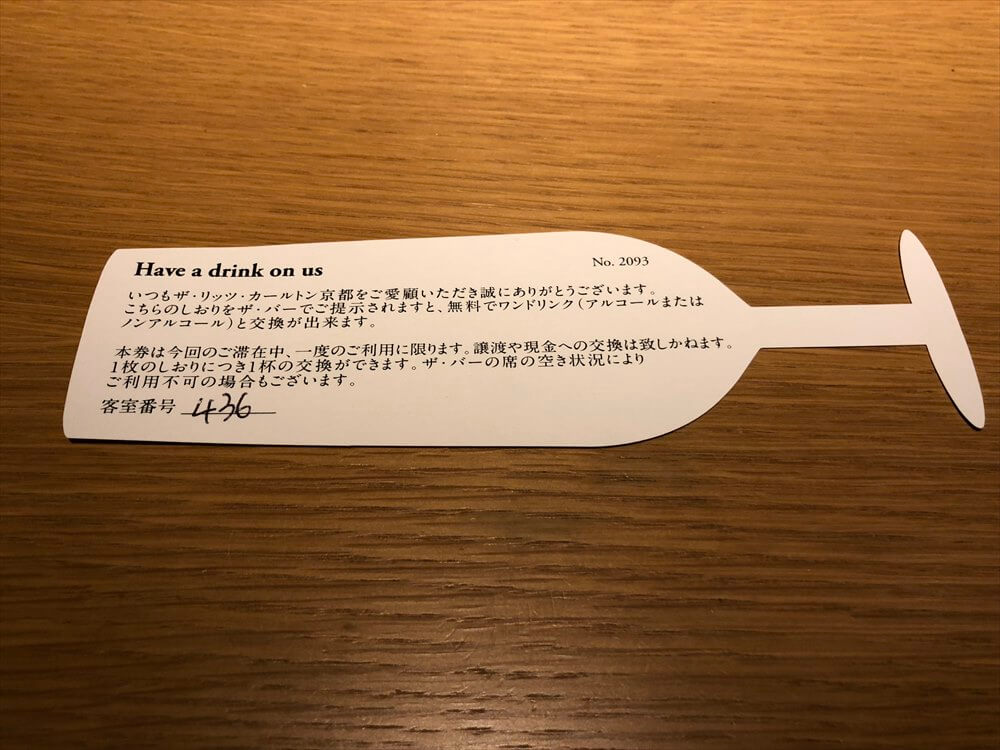 Have a drink on us
No. 2093
いつもザ・リッツ・カールトン京都をご愛顧いただき誠にありがとうございます。
こちらのしおりをザ・バーでご提示されますと、無料でワンドリンク(アルコールまたは
ノンアルコール)と交換が出来ます。
本券は今回のご滞在中、一度のご利用に限ります。譲渡や現金への交換は致しかねます。
1枚のしおりにつき1杯の交換ができます。ザ・バーの席の空き状況により
ご利用不可の場合もございます。
客室番号 436